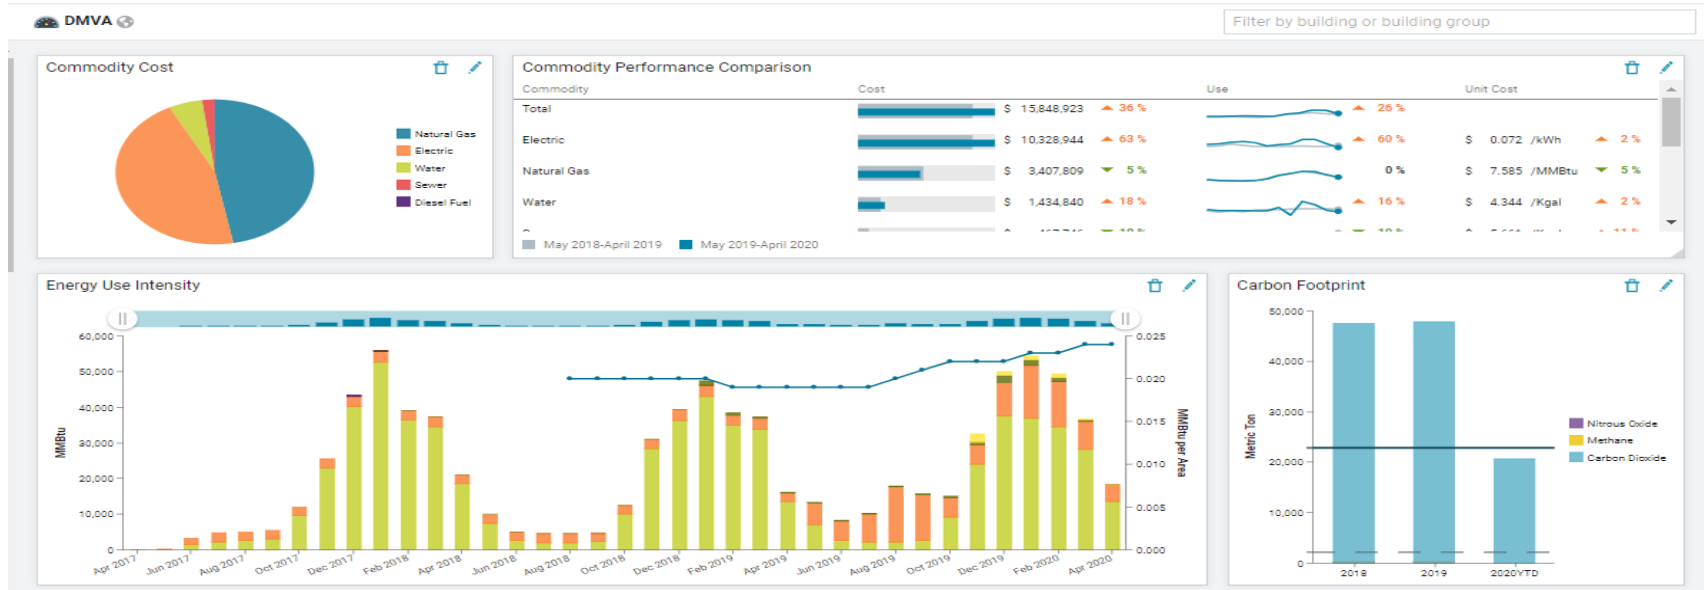 DMVA
Filter by building or building group
Commodity Cost
Natural Gas
Electric
Water
Sewer
Diesel Fuel
Commodity Performance Comparison
Commodity Cost Use Unit Cost
Total $ 15,848,923 36 % 26 %
Electric $ 10,328,944 63 % 60 % $ 0.072 /kWh 2 %
Natural Gas $ 3,407,809 5 % 0 % $ 7.585 /MMBtu 5 %
Water $ 1,434,840 18 % 16 % $ 4.344 /Kgal 2 %
May 2018-April 2019 May 2019-April 2020
Energy Use Intensity
60,000
50,000
40,000
30,000
20,000
10,000
0
MMBtu
0.025
0.020
0.015
0.010
0.005
0.000
MMBtu per Area
Apr 2017 Jun 2017 Aug 2017 Oct 2017 Dec 2017 Feb 2018 Apr 2018 Jun 2018 Aug 2018 Oct 2018 Dec 2018 Feb 2019 Apr 2019 Jun 2019 Aug 2019 Oct 2019 Dec 2019 Feb 2020 Apr 2020
Carbon Footprint
50,000
40,000
30,000
20,000
10,000
0
Metric Ton
2018 2019 2020YTD
Nitrous Oxide
Methane
Carbon Dioxide